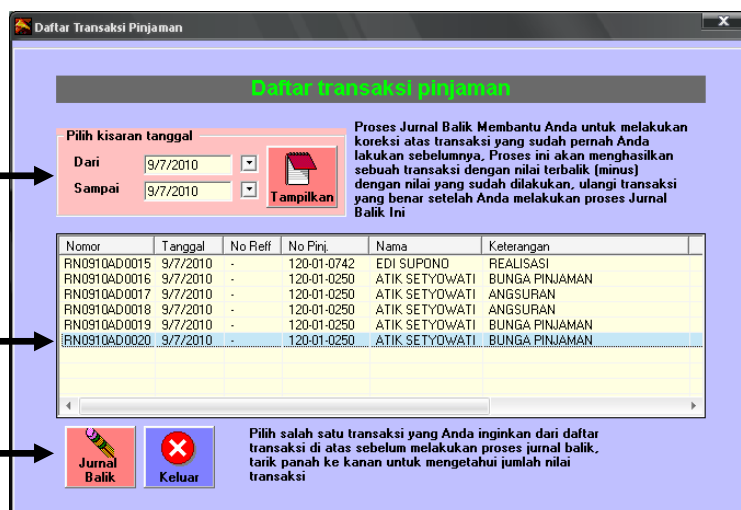 Daftar Transaksi Pinjaman
x
Daftar transaksi pinjaman
Pilih kisaran tanggal
Dari 9/7/2010
Sampai 9/7/2010
Tampilkan
Proses Jurnal Balik Membantu Anda untuk melakukan
koreksi atas transaksi yang sudah pernah Anda
lakukan sebelumnya, Proses ini akan menghasilkan
sebuah transaksi dengan nilai terbalik (minus)
dengan nilai yang sudah dilakukan, ulangi transaksi
yang benar setelah Anda melakukan proses Jurnal
Balik Ini
Nomor Tanggal No Reff No Pinj. Nama Keterangan
RN0910AD0015 9/7/2010 - 120-01-0742 EDI SUPONO REALISASI
RN0910AD0016 9/7/2010 - 120-01-0250 ATIK SETYOWATI BUNGA PINJAMAN
RN0910AD0017 9/7/2010 - 120-01-0250 ATIK SETYOWATI ANGSURAN
RN0910AD0018 9/7/2010 - 120-01-0250 ATIK SETYOWATI ANGSURAN
RN0910AD0019 9/7/2010 - 120-01-0250 ATIK SETYOWATI BUNGA PINJAMAN
RN0910AD0020 9/7/2010 - 120-01-0250 ATIK SETYOWATI BUNGA PINJAMAN
Jurnal
Balik
Keluar
Pilih salah satu transaksi yang Anda inginkan dari daftar
transaksi di atas sebelum melakukan proses jurnal balik,
tarik panah ke kanan untuk mengetahui jumlah nilai
transaksi